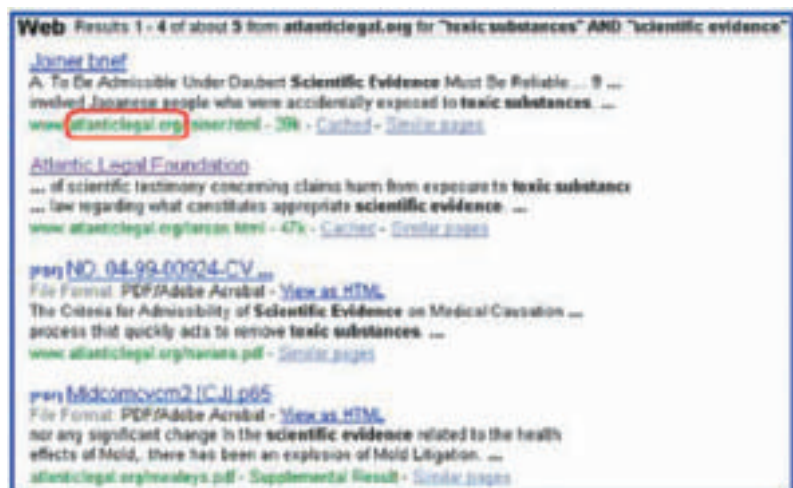 Web Results 1 - 4 of about 5 from atlanticlegal.org for "toxic substances" AND "scientific evidence"
Joiner brief
A. To Be Admissible Under Daubert Scientific Evidence Must Be Reliable ... 9 ...
involved Japanese people who were accidentally exposed to toxic substances. ...
www.atlanticlegal.org/joiner.html - 39k - Cached - Similar pages
Atlantic Legal Foundation
... of scientific testimony concerning claims harm from exposure to toxic substance
... law regarding what constitutes appropriate scientific evidence. ...
www.atlanticlegal.org/larson.html - 47k - Cached - Similar pages
[PDF] NO. 04-99-00924-CV ...
File Format: PDF/Adobe Acrobat - View as HTML
The Criteria for Admissibility of Scientific Evidence on Medical Causation ...
process that quickly acts to remove toxic substances. ...
www.atlanticlegal.org/havana.pdf - Similar pages
[PDF] Midcomcvcm2 [CJ].p65
File Format: PDF/Adobe Acrobat - View as HTML
nor any significant change in the scientific evidence related to the health
effects of Mold, there has been an explosion of Mold Litigation. ...
atlanticlegal.org/mealeys.pdf - Supplemental Result - Similar pages